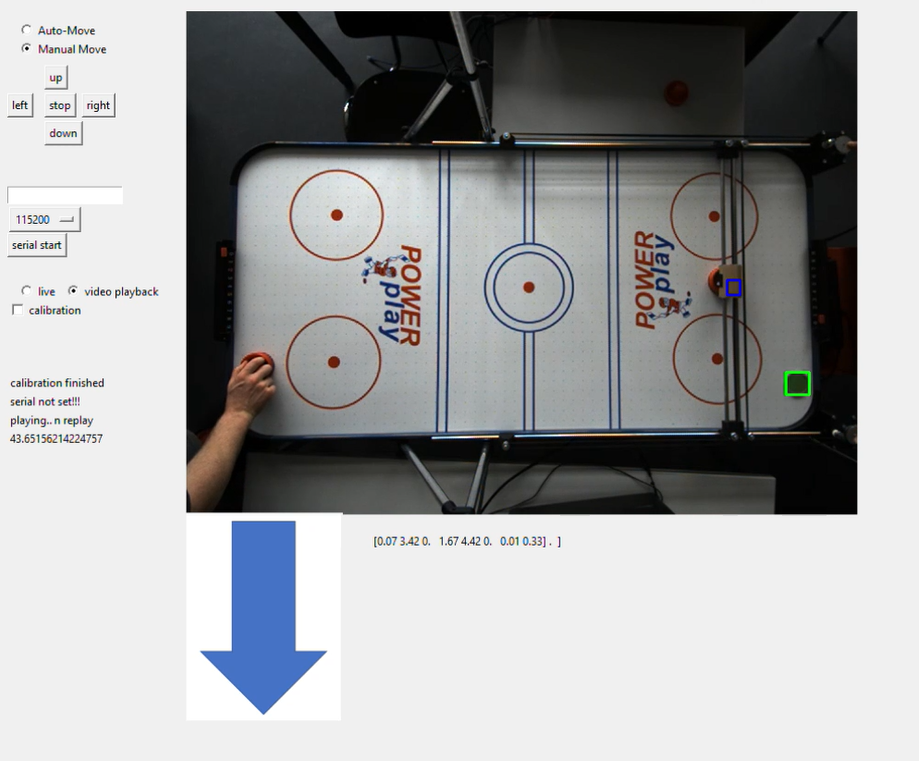 Auto-Move
Manual Move
up
left stop right
down
115200
serial start
live video playback
calibration
calibration finished
serial not set!!!
playing.. n replay
43.65156214224757
POWER
play
POWER
play
[0.07 3.42 0.   1.67 4.42 0.   0.01 0.33] .  ]